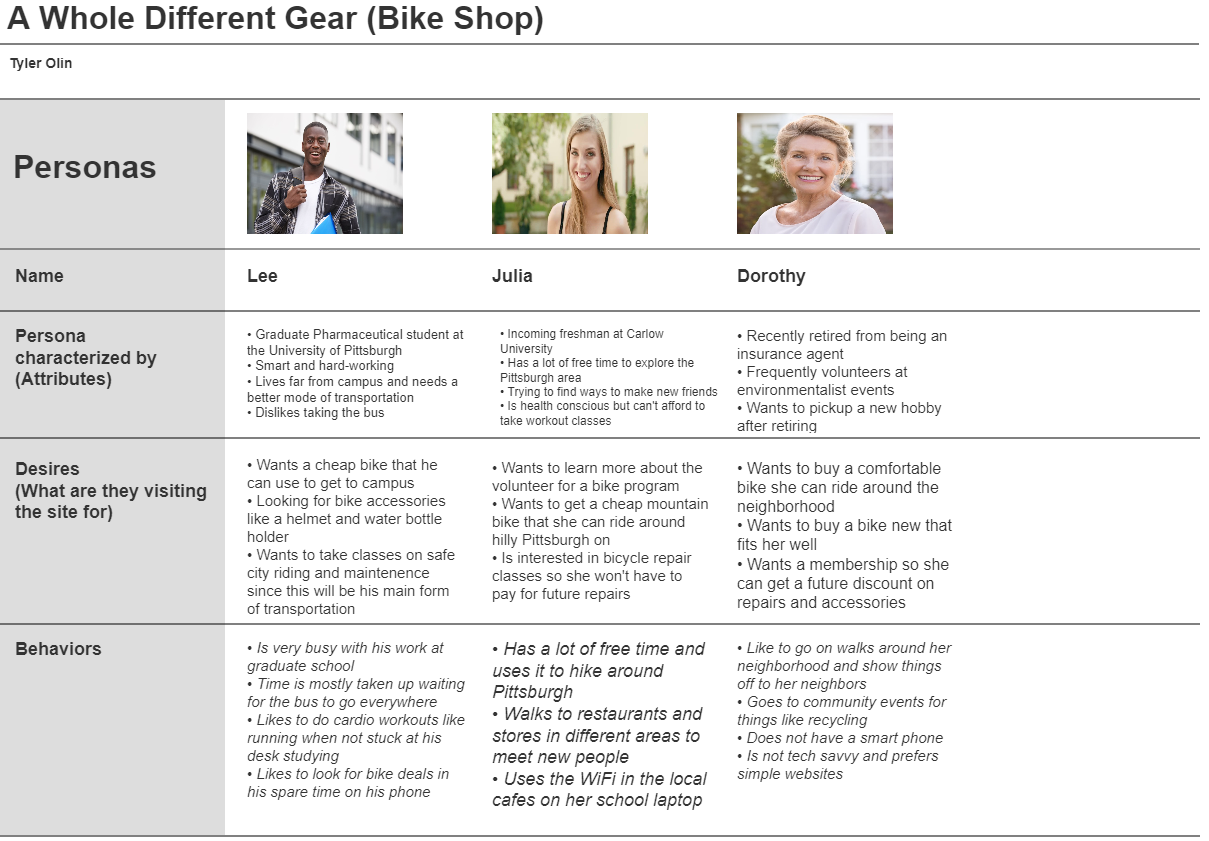 A Whole Different Gear (Bike Shop)
Tyler Olin
Personas
Name
Lee
Julia
Dorothy
Persona
characterized by
(Attributes)
• Graduate Pharmaceutical student at
the University of Pittsburgh
• Smart and hard-working
• Lives far from campus and needs a
better mode of transportation
• Dislikes taking the bus
• Incoming freshman at Carlow
University
• Has a lot of free time to explore the
Pittsburgh area
• Trying to find ways to make new friends
• Is health conscious but can't afford to
take workout classes
• Recently retired from being an
insurance agent
• Frequently volunteers at
environmentalist events
• Wants to pickup a new hobby
after retiring
Desires
(What are they visiting
the site for)
• Wants a cheap bike that he
can use to get to campus
• Looking for bike accessories
like a helmet and water bottle
holder
• Wants to take classes on safe
city riding and maintenence
since this will be his main form
of transportation
• Wants to learn more about the
volunteer for a bike program
• Wants to get a cheap mountain
bike that she can ride around
hilly Pittsburgh on
• Is interested in bicycle repair
classes so she won't have to
pay for future repairs
• Wants to buy a comfortable
bike she can ride around the
neighborhood
• Wants to buy a bike new that
fits her well
• Wants a membership so she
can get a future discount on
repairs and accessories
Behaviors
• Is very busy with his work at
graduate school
• Time is mostly taken up waiting
for the bus to go everywhere
• Likes to do cardio workouts like
running when not stuck at his
desk studying
• Likes to look for bike deals in
his spare time on his phone
• Has a lot of free time and
uses it to hike around
Pittsburgh
• Walks to restaurants and
stores in different areas to
meet new people
• Uses the WiFi in the local
cafes on her school laptop
• Like to go on walks around her
neighborhood and show things
off to her neighbors
• Goes to community events for
things like recycling
• Does not have a smart phone
• Is not tech savvy and prefers
simple websites